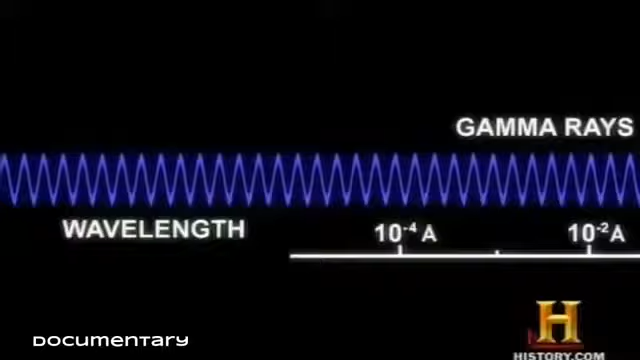 GAMMA RAYS
WAVELENGTH
10⁻⁴ A
10⁻² A
H
DOCUMENTARY
HISTORY.COM